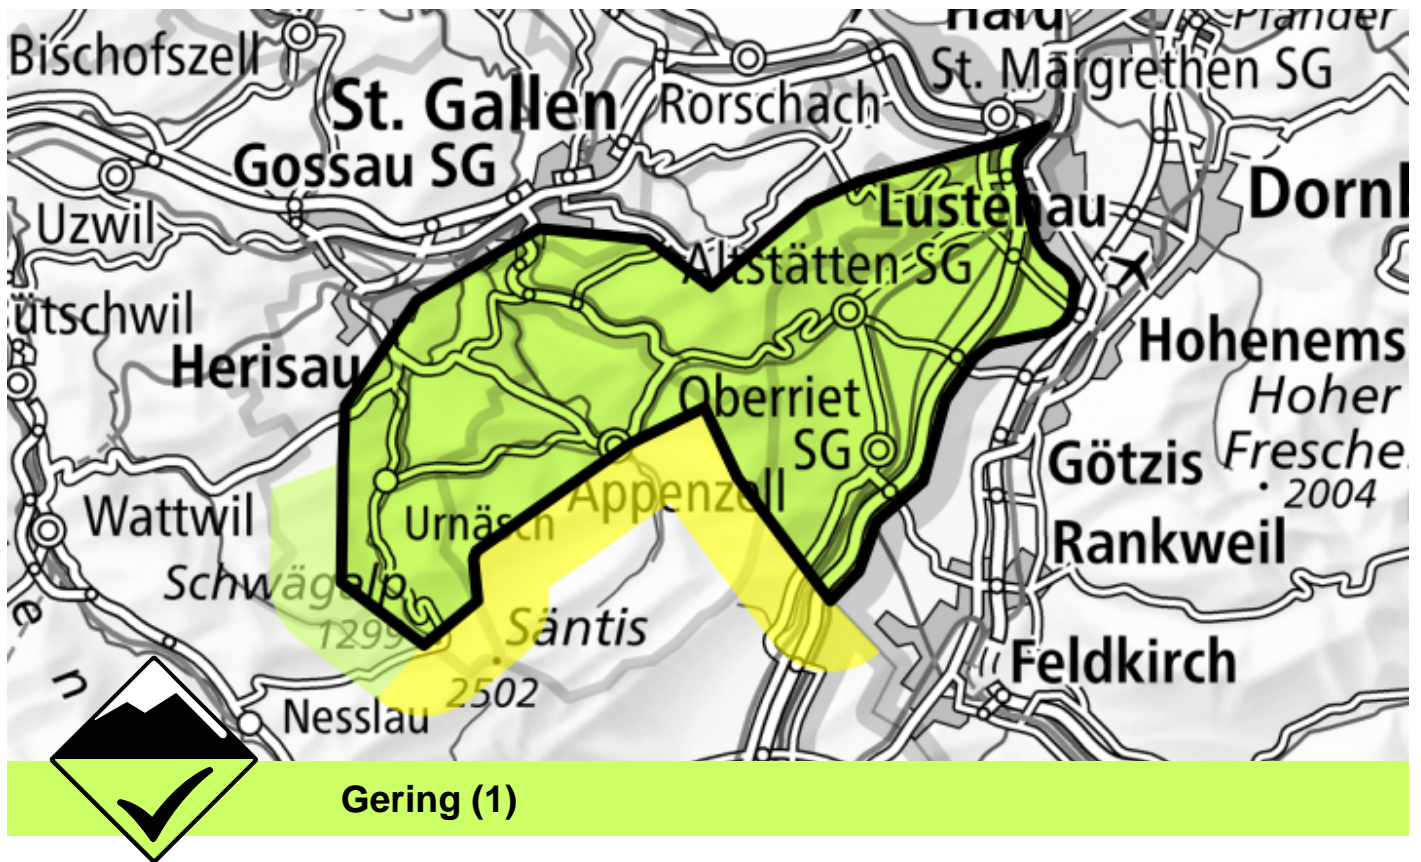 Hard
Pfänder
Bischofszell
St. Margrethen SG
St. Gallen
Rorschach
Gossau SG
Dornb
Lustenau
Uzwil
Altstätten SG
ütschwil
Hohenems
Herisau
Hoher
Oberriet
SG
Götzis
Fresche
2004
Appenzell
Wattwil
Urnäsch
Rankweil
Schwägalp
1299
Säntis
Feldkirch
e
n
2502
Nesslau
Gering (1)